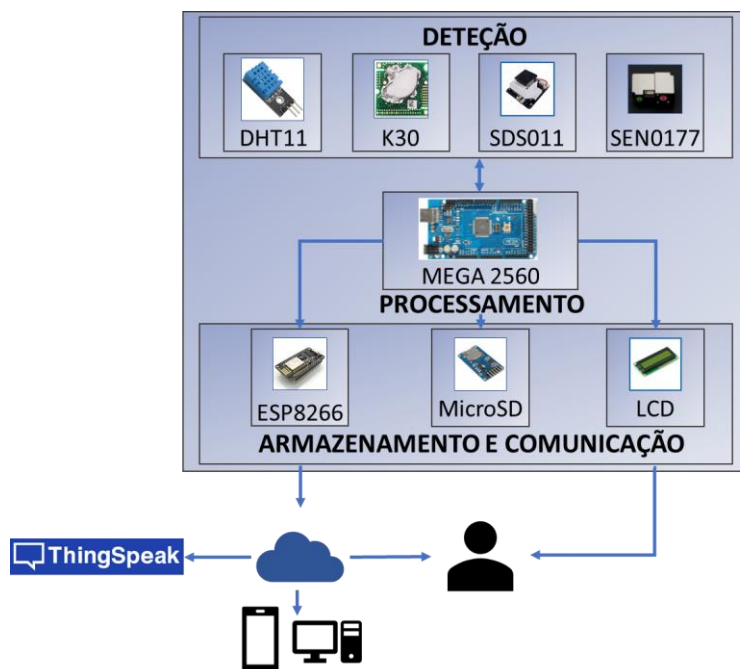 DETEÇÃO
DHT11
K30
SDS011
SEN0177
MEGA 2560
PROCESSAMENTO
ESP8266
MicroSD
LCD
ARMAZENAMENTO E COMUNICAÇÃO
ThingSpeak